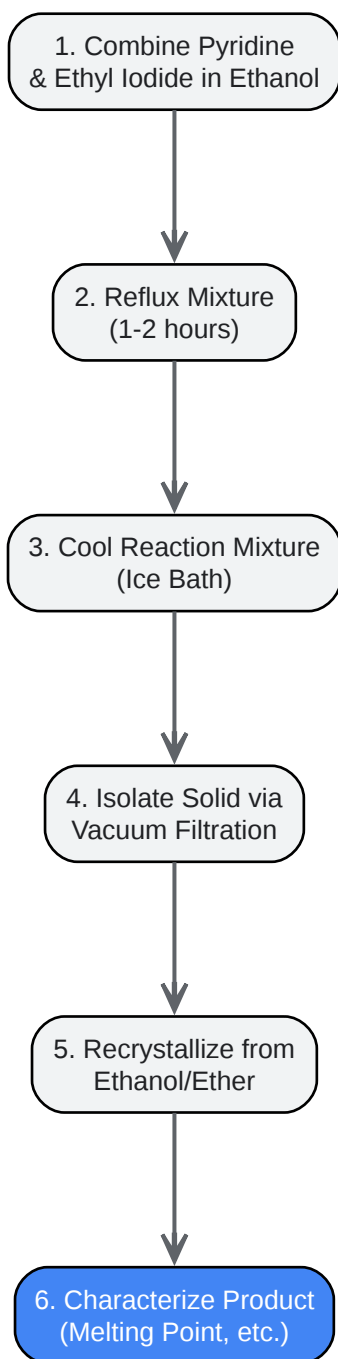 1. Combine Pyridine
& Ethyl Iodide in Ethanol
2. Reflux Mixture
(1-2 hours)
3. Cool Reaction Mixture
(Ice Bath)
4. Isolate Solid via
Vacuum Filtration
5. Recrystallize from
Ethanol/Ether
6. Characterize Product
(Melting Point, etc.)